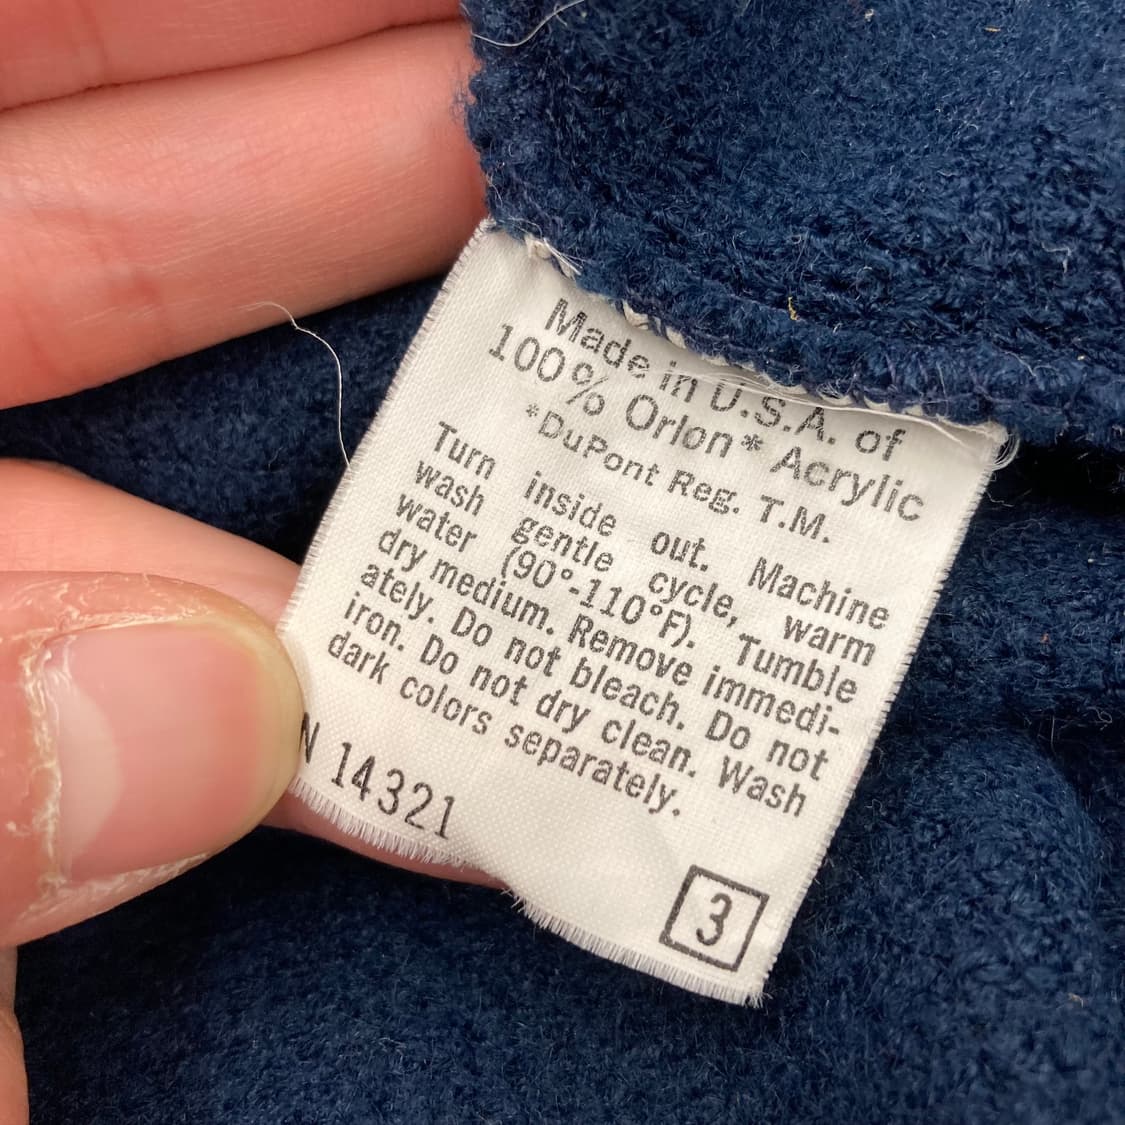 Made in U.S.A. of
100% Orlon* Acrylic
*DuPont Reg. T.M.
Turn inside out. Machine
wash gentle cycle, warm
water (90°-110°F). Tumble
dry medium. Remove immedi-
ately. Do not bleach. Do not
iron. Do not dry clean. Wash
dark colors separately.
N 14321
3